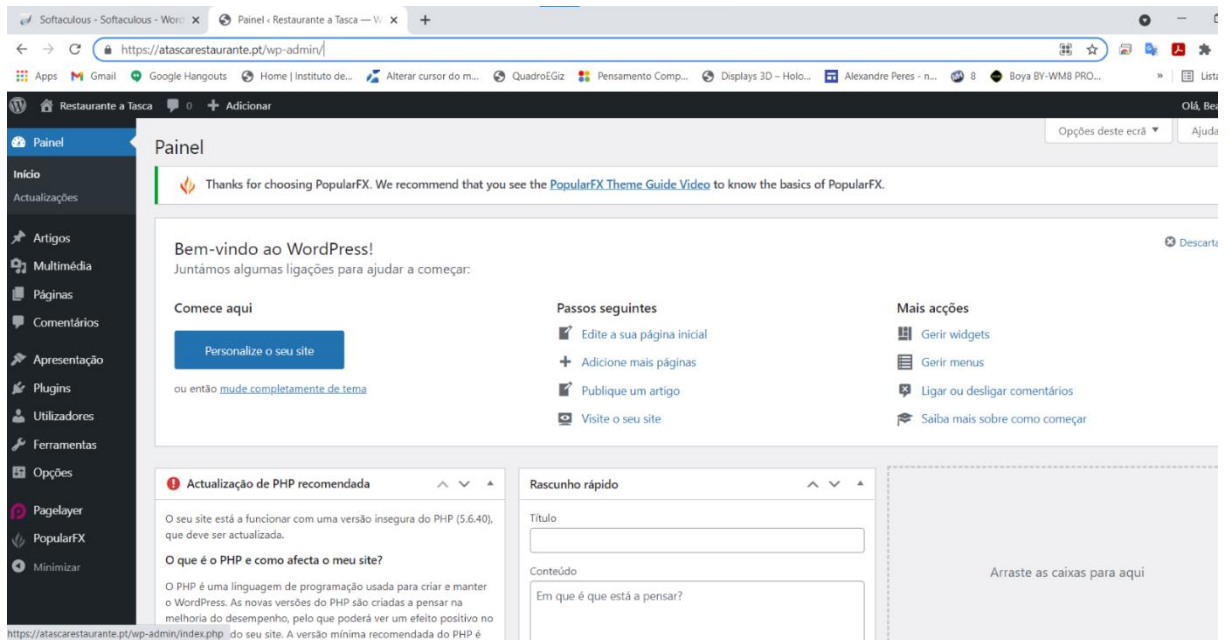 Softaculous - Softaculous - Word
Painel ‹ Restaurante a Tasca — W
https://atascarestaurante.pt/wp-admin/
Apps Gmail Google Hangouts Home | Instituto de... Alterar cursor do m... QuadroEGiz Pensamento Comp... Displays 3D – Holo... Alexandre Peres - n... 8 Boya BY-WM8 PRO... » Lista
Restaurante a Tasca 0 + Adicionar Olá, Bea
Painel
Início
Actualizações
Artigos
Multimédia
Páginas
Comentários
Apresentação
Plugins
Utilizadores
Ferramentas
Opções
Pagelayer
PopularFX
Minimizar
Opções deste ecrã Ajuda
Painel
Thanks for choosing PopularFX. We recommend that you see the PopularFX Theme Guide Video to know the basics of PopularFX.
Bem-vindo ao WordPress!
Juntámos algumas ligações para ajudar a começar:
Descarta
Comece aqui
Personalize o seu site
ou então mude completamente de tema
Passos seguintes
Edite a sua página inicial
Adicione mais páginas
Publique um artigo
Visite o seu site
Mais acções
Gerir widgets
Gerir menus
Ligar ou desligar comentários
Saiba mais sobre como começar
Actualização de PHP recomendada
O seu site está a funcionar com uma versão insegura do PHP (5.6.40),
que deve ser actualizada.
O que é o PHP e como afecta o meu site?
O PHP é uma linguagem de programação usada para criar e manter
o WordPress. As novas versões do PHP são criadas a pensar na
melhoria do desempenho, pelo que poderá ver um efeito positivo no
do seu site. A versão mínima recomendada do PHP é
Rascunho rápido
Título
Conteúdo
Em que é que está a pensar?
Arraste as caixas para aqui
https://atascarestaurante.pt/wp-admin/index.php